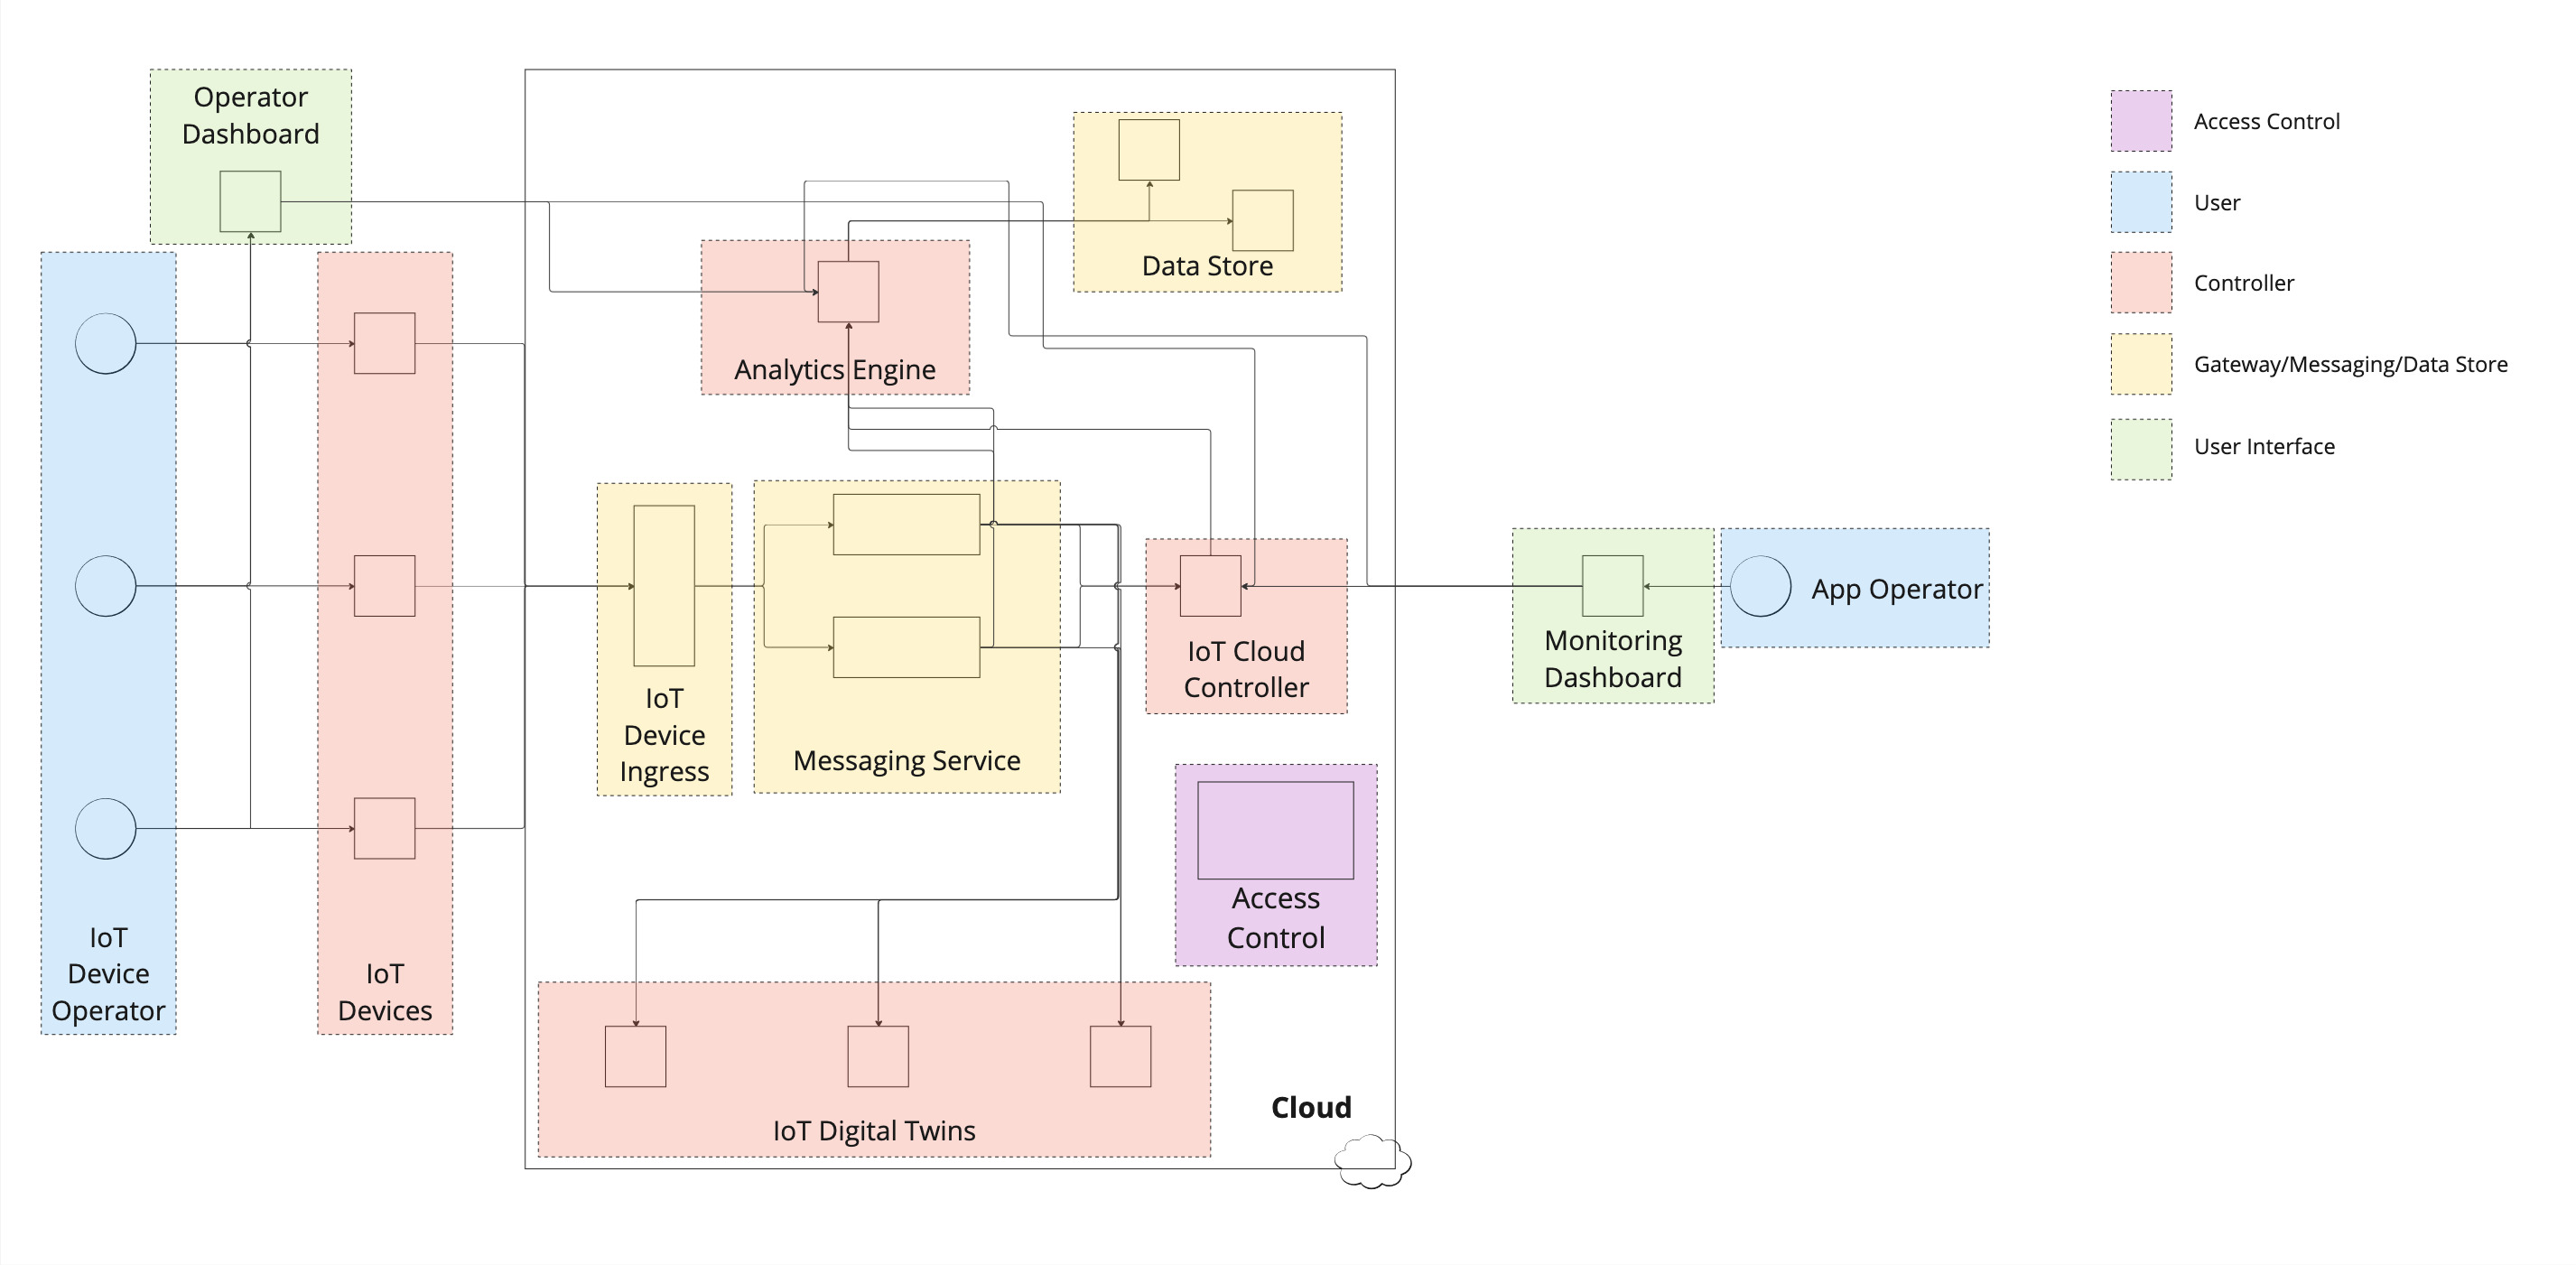 Operator
Dashboard
Data Store
Analytics Engine
IoT
Device
Ingress
Messaging Service
IoT Cloud
Controller
Monitoring
Dashboard
App Operator
Access
Control
IoT
Device
Operator
IoT
Devices
IoT Digital Twins
Cloud
Access Control
User
Controller
Gateway/Messaging/Data Store
User Interface